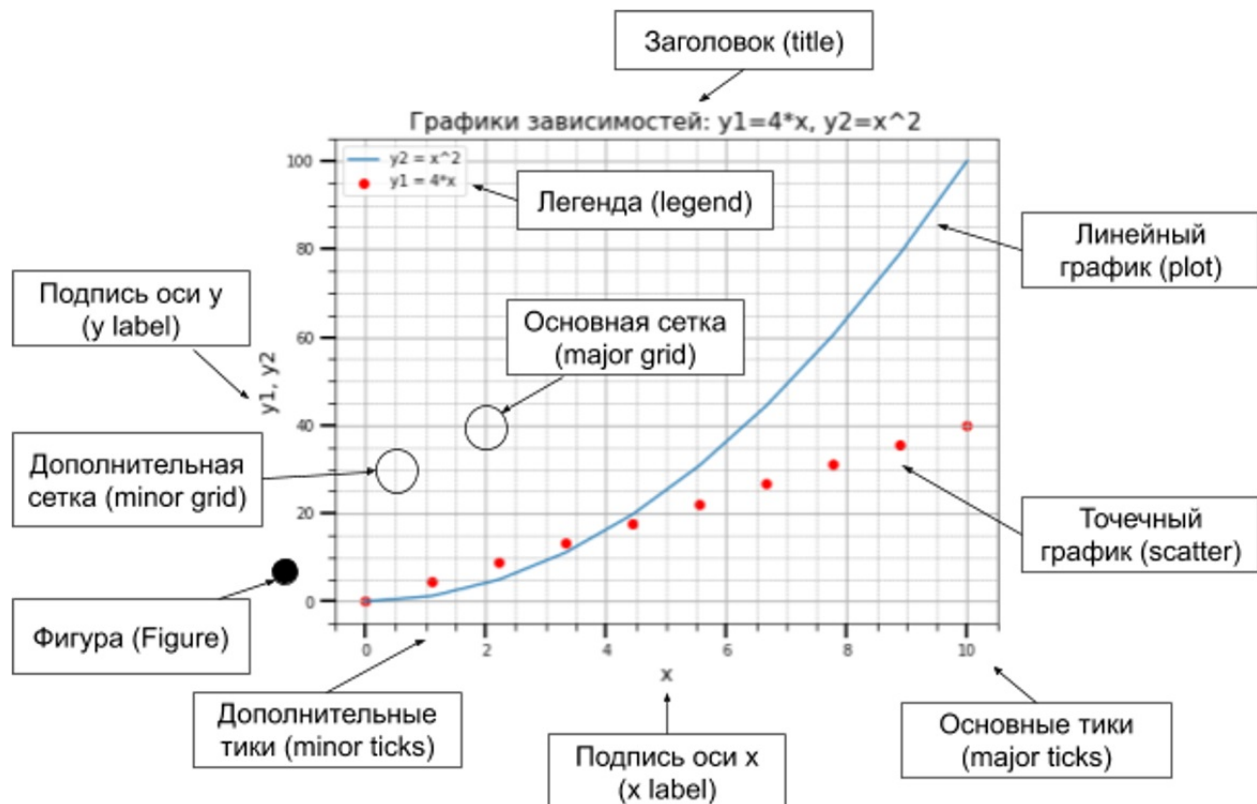 Заголовок (title)
Графики зависимостей: y1=4*x, y2=x^2
y2 = x^2
y1 = 4*x
Легенда (legend)
Линейный
график (plot)
Подпись оси y
(y label)
Основная сетка
(major grid)
Дополнительная
сетка (minor grid)
Точечный
график (scatter)
Фигура (Figure)
y1, y2
100
80
60
40
20
0
0 2 4 6 8 10
x
Дополнительные
тики (minor ticks)
Подпись оси x
(x label)
Основные тики
(major ticks)